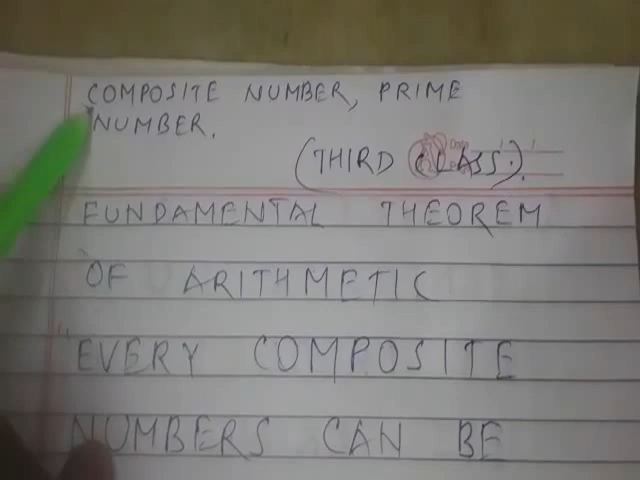 COMPOSITE NUMBER, PRIME
NUMBER.
(THIRD CLASS).
FUNDAMENTAL THEOREM
OF ARITHMETIC
"EVERY COMPOSITE
NUMBERS CAN BE